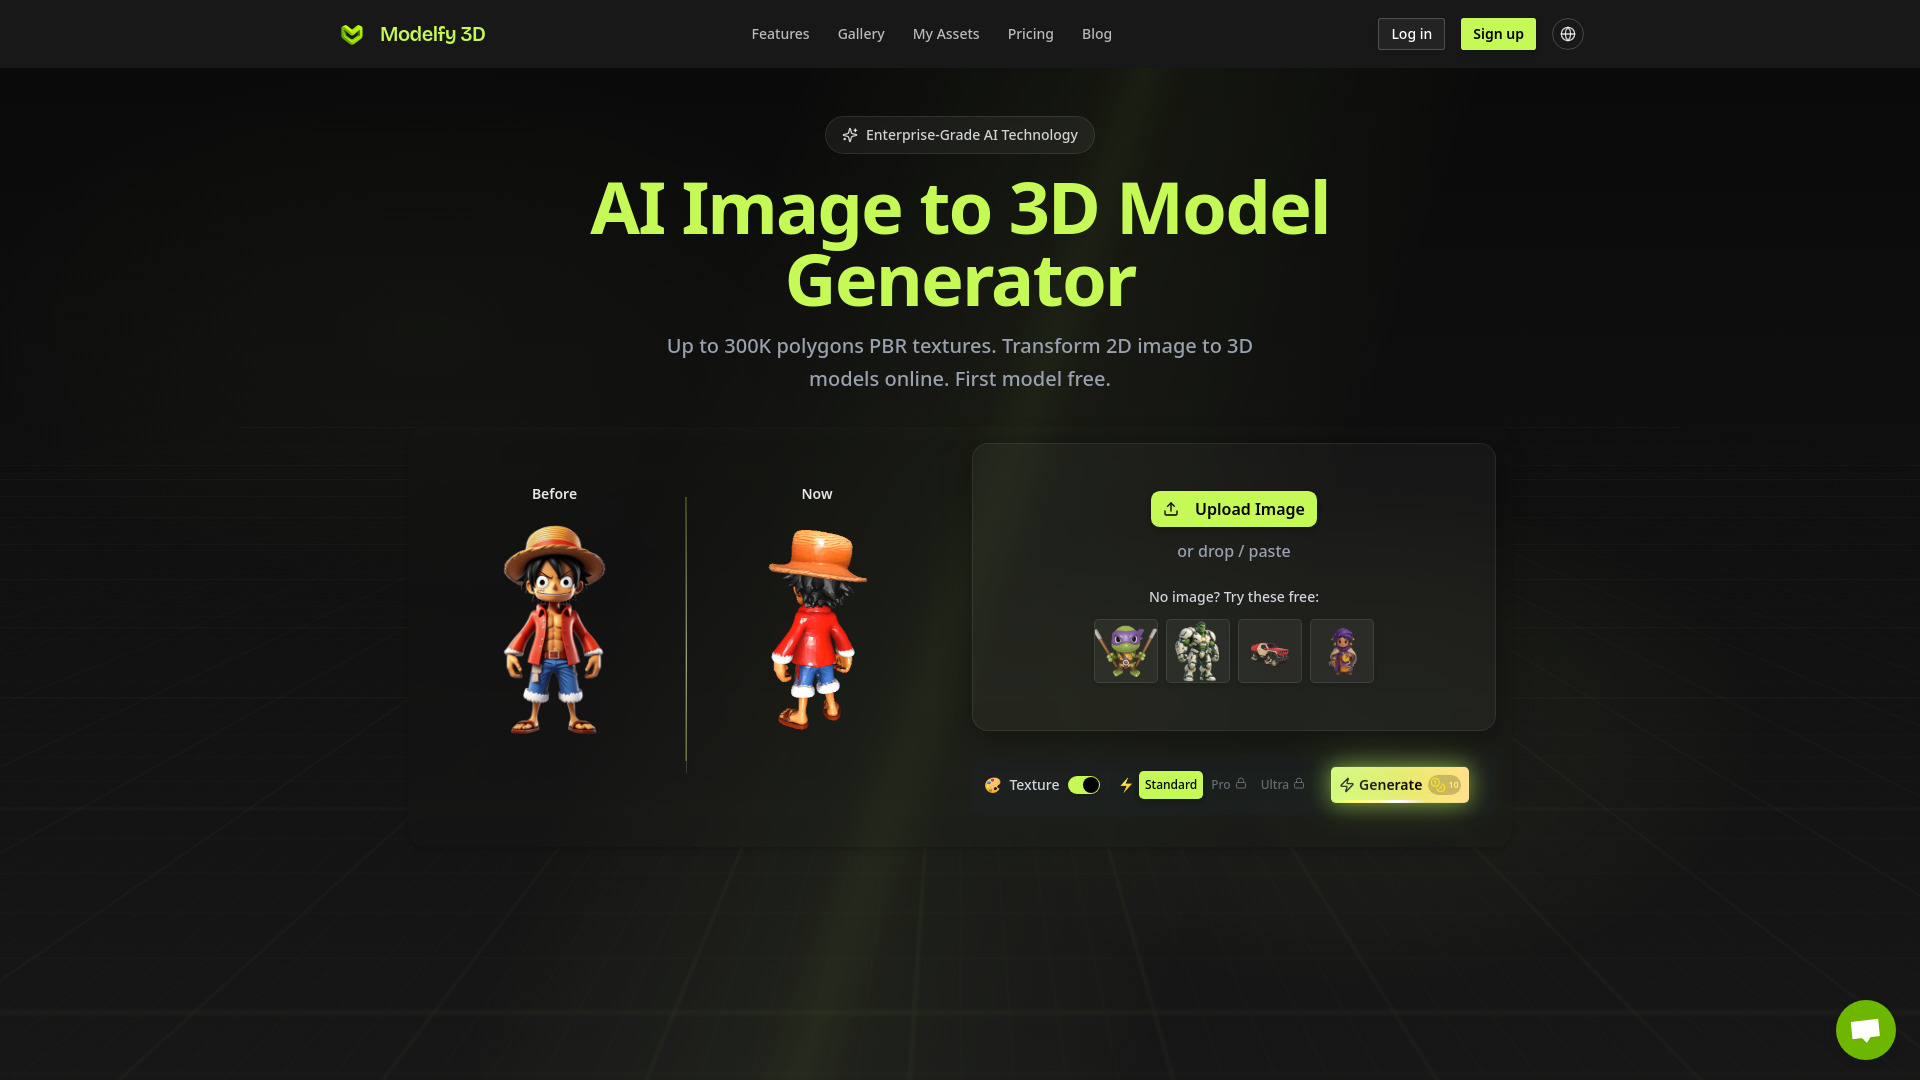 Modelfy 3D
Features
Gallery
My Assets
Pricing
Blog
Log in
Sign up
Enterprise-Grade AI Technology
AI Image to 3D Model
Generator
Up to 300K polygons PBR textures. Transform 2D image to 3D
models online. First model free.
Before
Now
Upload Image
or drop / paste
No image? Try these free:
Texture
Standard
Pro
Ultra
Generate
10